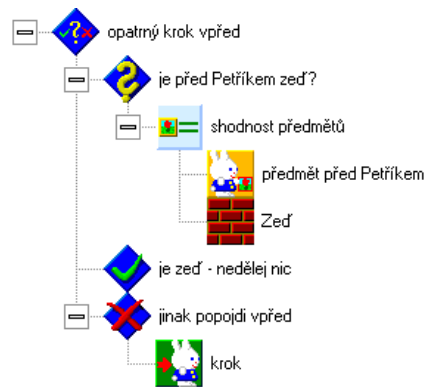 opatrný krok vpřed
je před Petříkem zeď?
shodnost předmětů
předmět před Petříkem
Zeď
je zeď - nedělej nic
jinak popojdi vpřed
krok